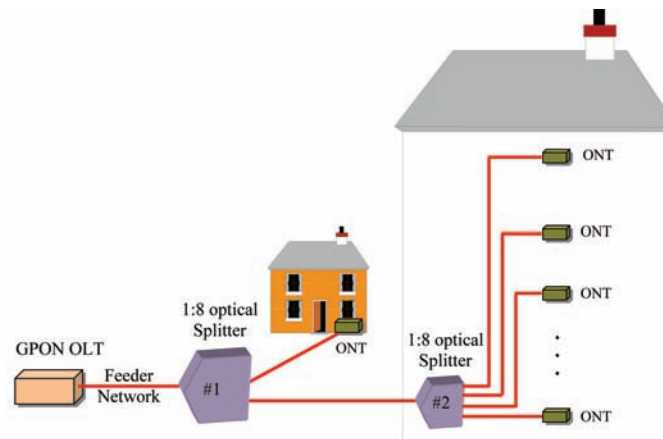 ONT
ONT
ONT
1:8 optical
Splitter
1:8 optical
Splitter
ONT
GPON OLT
Feeder
Network
#1
#2
ONT